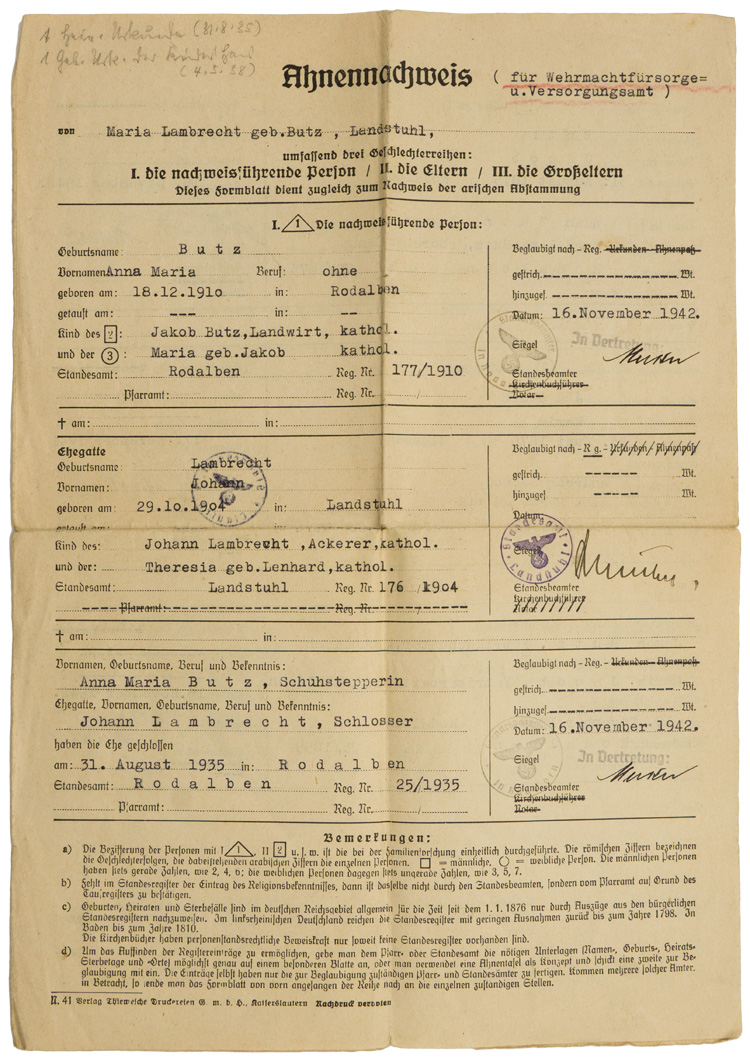 1 Heir. Urkunde (31.8.35)
1 Geb. Urk. der Kinder
(4.5.38)
Ahnennachweis ( für Wehrmachtfürsorge=
u.Versorgungsamt )
von Maria Lambrecht geb.Butz , Landstuhl,
umfassend drei Geschlechterreihen:
I. die nachweisführende Person / II. die Eltern / III. die Großeltern
Dieses Formblatt dient zugleich zum Nachweis der arischen Abstammung
I. 1 Die nachweisführende Person:
Geburtsname: Butz
Beglaubigt nach - Reg. Urkunden Ahnenpaß
Vornamen: Anna Maria Beruf: ohne
gestrich. ---------- Wt.
geboren am: 18.12.1910 in: Rodalben
hinzugef. ---------- Wt.
getauft am: --- in: --
Datum: 16.November 1942.
Kind des 2: Jakob Butz,Landwirt, kathol.
Siegel In Vertretung:
und der 3: Maria geb.Jakob kathol.
Standesamt: Rodalben Reg. Nr. 177/1910
Standesbeamter
Kirchenbuchführer
Notar
Pfarramt: Reg. Nr. /
† am: in:
Ehegatte
Beglaubigt nach - R g. - Urkunden / Ahnenpaß
Geburtsname: Lambrecht
gestrich. ----- Wt.
Vornamen: Johann
hinzugef ----- Wt.
geboren am: 29.10.1904 in: Landstuhl
Datum:
getauft am:
Kind des: Johann Lambrecht ,Ackerer,kathol.
Siegel
Standesamt Landstuhl
und der: Theresia geb.Lenhard,kathol.
Standesamt: Landstuhl Reg. Nr. 176 /1904
Standesbeamter
Kirchenbuchführer
Notar
Pfarramt: Reg. Nr.
† am: in:
Vornamen, Geburtsname, Beruf und Bekenntnis:
Beglaubigt nach - Reg. - Urkunden Ahnenpaß
Anna Maria Butz, Schuhstepperin
gestrich. ---------- Wt.
Ehegatte, Vornamen, Geburtsname, Beruf und Bekenntnis:
hinzugef. ---------- Wt.
Johann Lambrecht, Schlosser
Datum: 16.November 1942.
haben die Ehe geschlossen
Siegel In Vertretung:
am: 31. August 1935 in: Rodalben
Standesamt: Rodalben Reg. Nr. 25/1935
Standesbeamter
Kirchenbuchführer
Notar
Pfarramt: Reg. Nr. /
Bemerkungen:
a) Die Bezifferung der Personen mit I 1, II 2 u. s. w. ist die bei der Familienforschung einheitlich durchgeführte. Die römischen Ziffern bezeichnen
die Geschlechterfolgen, die dabeistehenden arabischen Ziffern die einzelnen Personen. □ = männliche, ○ = weibliche Person. Die männlichen Personen
haben stets gerade Zahlen, wie 2, 4, 6; die weiblichen Personen dagegen stets ungerade Zahlen, wie 3, 5, 7.
b) Fehlt im Standesregister der Eintrag des Religionsbekenntnisses, dann ist dasselbe nicht durch den Standesbeamten, sondern vom Pfarramt auf Grund des
Taufregisters zu bestätigen.
c) Geburten, Heiraten und Sterbefälle sind im deutschen Reichsgebiet allgemein für die Zeit seit dem 1. 1. 1876 nur durch Auszüge aus den bürgerlichen
Standesregistern nachzuweisen. Im linksrheinischen Deutschland reichen die Standesregister mit geringen Ausnahmen zurück bis zum Jahre 1798. In
Baden bis zum Jahre 1810.
Die Kirchenbücher haben personenstandsrechtliche Beweiskraft nur soweit keine Standesregister vorhanden sind.
d) Um das Auffinden der Registereinträge zu ermöglichen, gebe man dem Pfarr- oder Standesamt die nötigen Unterlagen (Namen-, Geburts-, Heirats-
Sterbetage und -Orte) möglichst genau auf einem besonderen Blatte an, oder man verwendet eine Ahnentafel als Konzept und schickt eine zweite zur Be-
glaubigung mit ein. Die Einträge selbst haben nur die zur Beglaubigung zuständigen Pfarr- und Standesämter zu fertigen. Kommen mehrere solcher Ämter
in Betracht, so sende man das Formblatt von vorn angefangen der Reihe nach an die einzelnen zuständigen Stellen.
N. 41 Verlag Thieme'sche Druckereien G. m. b. H., Kaiserslautern Nachdruck verboten